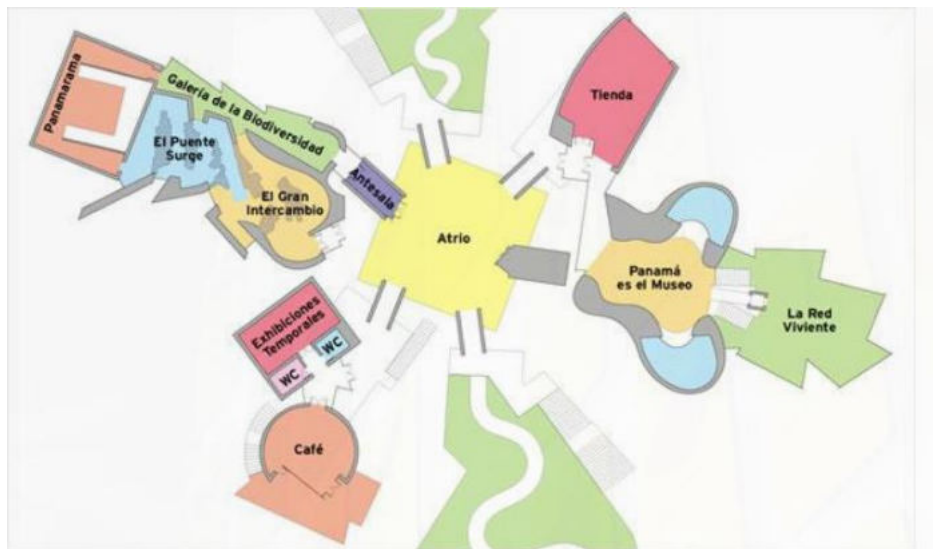 Panamarama
Galería de la Biodiversidad
El Puente
Surge
El Gran
Intercambio
Antesala
Atrio
Tienda
Panamá
es el Museo
La Red
Viviente
Exhibiciones
Temporales
WC
WC
Café